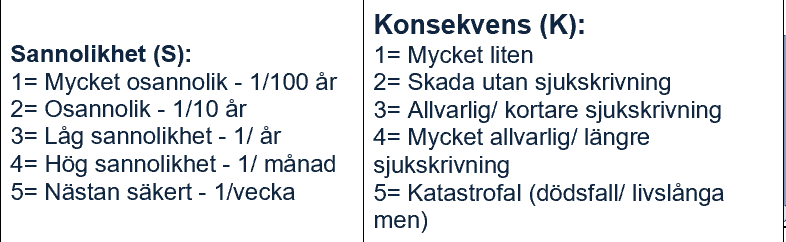 Sannolikhet (S):
1= Mycket osannolik - 1/100 år
2= Osannolik - 1/10 år
3= Låg sannolikhet - 1/ år
4= Hög sannolikhet - 1/ månad
5= Nästan säkert - 1/vecka
Konsekvens (K):
1= Mycket liten
2= Skada utan sjukskrivning
3= Allvarlig/ kortare sjukskrivning
4= Mycket allvarlig/ längre
sjukskrivning
5= Katastrofal (dödsfall/ livslånga
men)